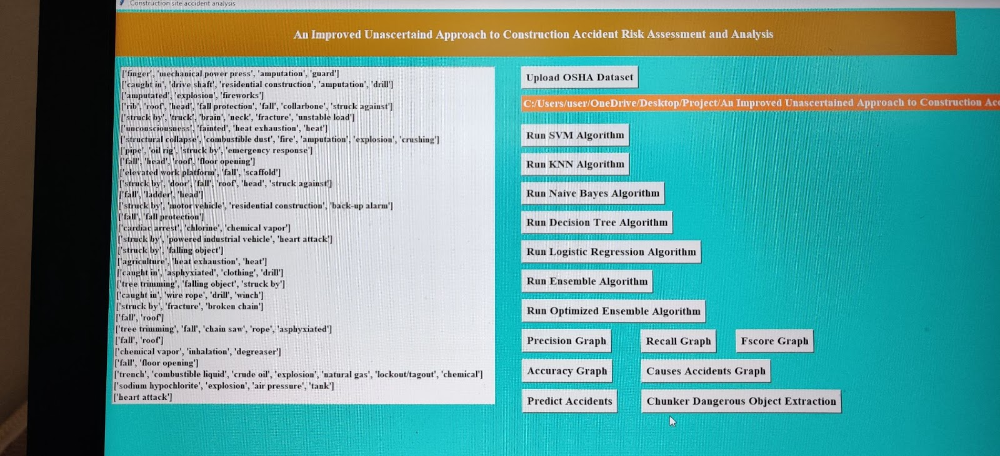 Construction site accident analysis
An Improved Unascertaind Approach to Construction Accident Risk Assessment and Analysis
['finger', 'mechanical power press', 'amputation', 'guard']
['caught in', 'drive shaft', 'residential construction', 'amputation', 'drill']
['amputated', 'explosion', 'fireworks']
['rib', 'roof', 'head', 'fall protection', 'fall', 'collarbone', 'struck against']
['struck by', 'truck', 'brain', 'neck', 'fracture', 'unstable load']
['unconsciousness', 'fainted', 'heat exhaustion', 'heat']
['structural collapse', 'combustible dust', 'fire', 'amputation', 'explosion', 'crushing']
['pipe', 'oil rig', 'struck by', 'emergency response']
['fall', 'head', 'roof', 'floor opening']
['elevated work platform', 'fall', 'scaffold']
['struck by', 'door', 'fall', 'roof', 'head', 'struck against']
['fall', 'ladder', 'head']
['struck by', 'motor vehicle', 'residential construction', 'back-up alarm']
['fall', 'fall protection']
['cardiac arrest', 'chlorine', 'chemical vapor']
['struck by', 'powered industrial vehicle', 'heart attack']
['struck by', 'falling object']
['agriculture', 'heat exhaustion', 'heat']
['caught in', 'asphyxiated', 'clothing', 'drill']
['tree trimming', 'falling object', 'struck by']
['caught in', 'wire rope', 'drill', 'winch']
['struck by', 'fracture', 'broken chain']
['fall', 'roof']
['tree trimming', 'fall', 'chain saw', 'rope', 'asphyxiated']
['fall', 'roof']
['chemical vapor', 'inhalation', 'degreaser']
['fall', 'floor opening']
['trench', 'combustible liquid', 'crude oil', 'explosion', 'natural gas', 'lockout/tagout', 'chemical']
['sodium hypochlorite', 'explosion', 'air pressure', 'tank']
['heart attack']
Upload OSHA Dataset
C:/Users/user/OneDrive/Desktop/Project/An Improved Unascertained Approach to Construction Acc
Run SVM Algorithm
Run KNN Algorithm
Run Naive Bayes Algorithm
Run Decision Tree Algorithm
Run Logistic Regression Algorithm
Run Ensemble Algorithm
Run Optimized Ensemble Algorithm
Precision Graph Recall Graph Fscore Graph
Accuracy Graph Causes Accidents Graph
Predict Accidents Chunker Dangerous Object Extraction